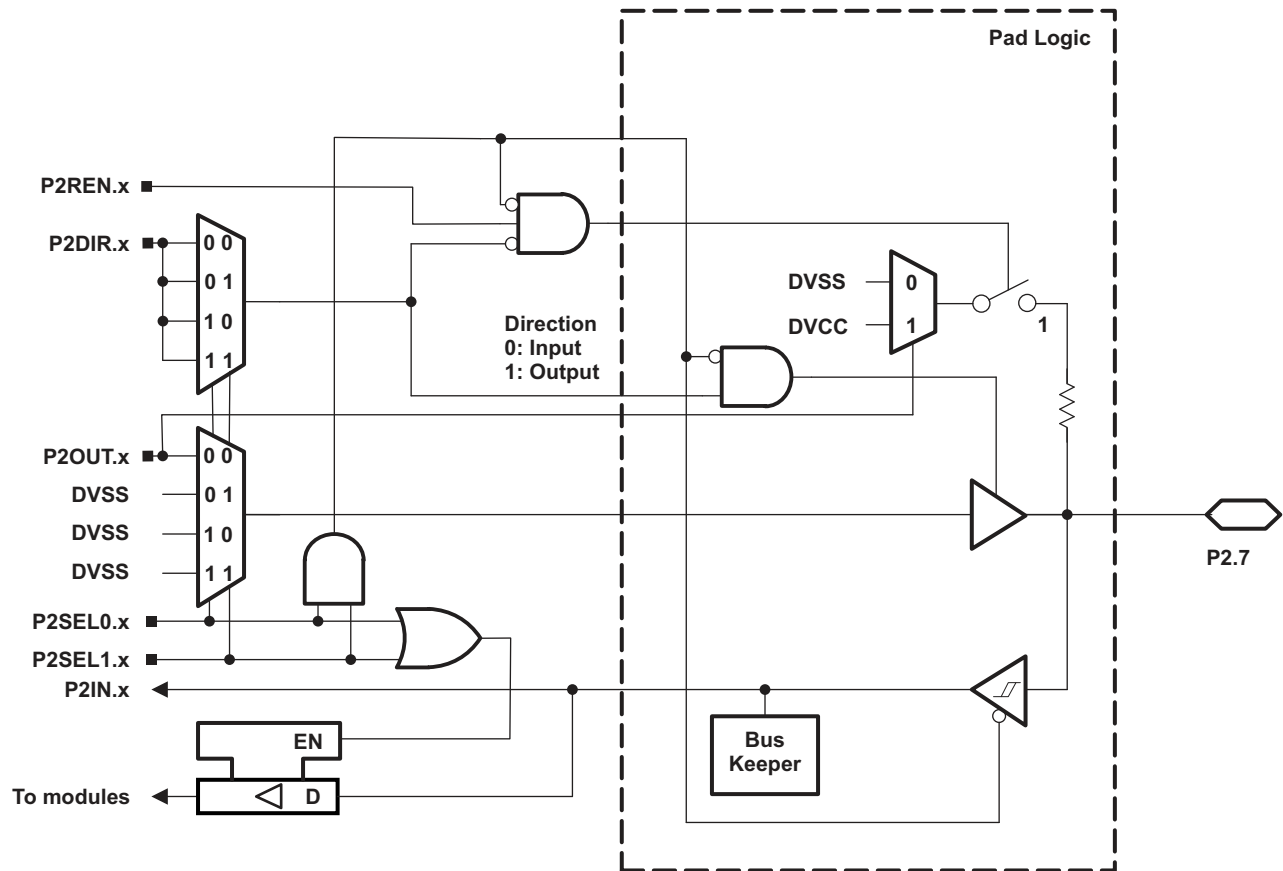 Pad Logic
P2REN.x
P2DIR.x
0 0
0 1
1 0
1 1
DVSS
0
DVCC
1
1
Direction
0: Input
1: Output
P2OUT.x
0 0
DVSS
0 1
DVSS
1 0
DVSS
1 1
P2.7
P2SEL0.x
P2SEL1.x
P2IN.x
EN
Bus
Keeper
To modules
D